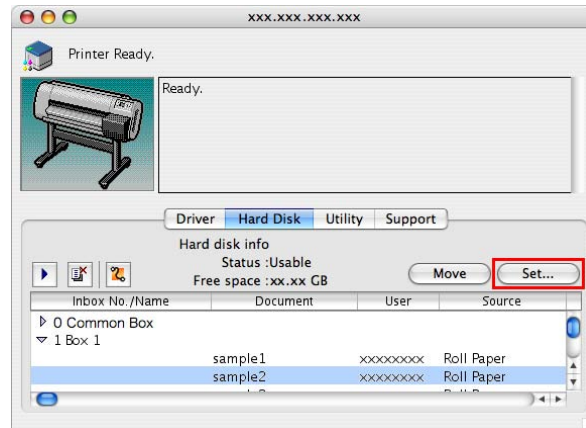 xxx.xxx.xxx.xxx
Printer Ready.
Ready.
Driver Hard Disk Utility Support
Hard disk info
Status :Usable
Free space :xx.xx GB
Move Set...
Inbox No./Name Document User Source
0 Common Box
1 Box 1
sample1 xxxxxxxx Roll Paper
sample2 xxxxxxxx Roll Paper